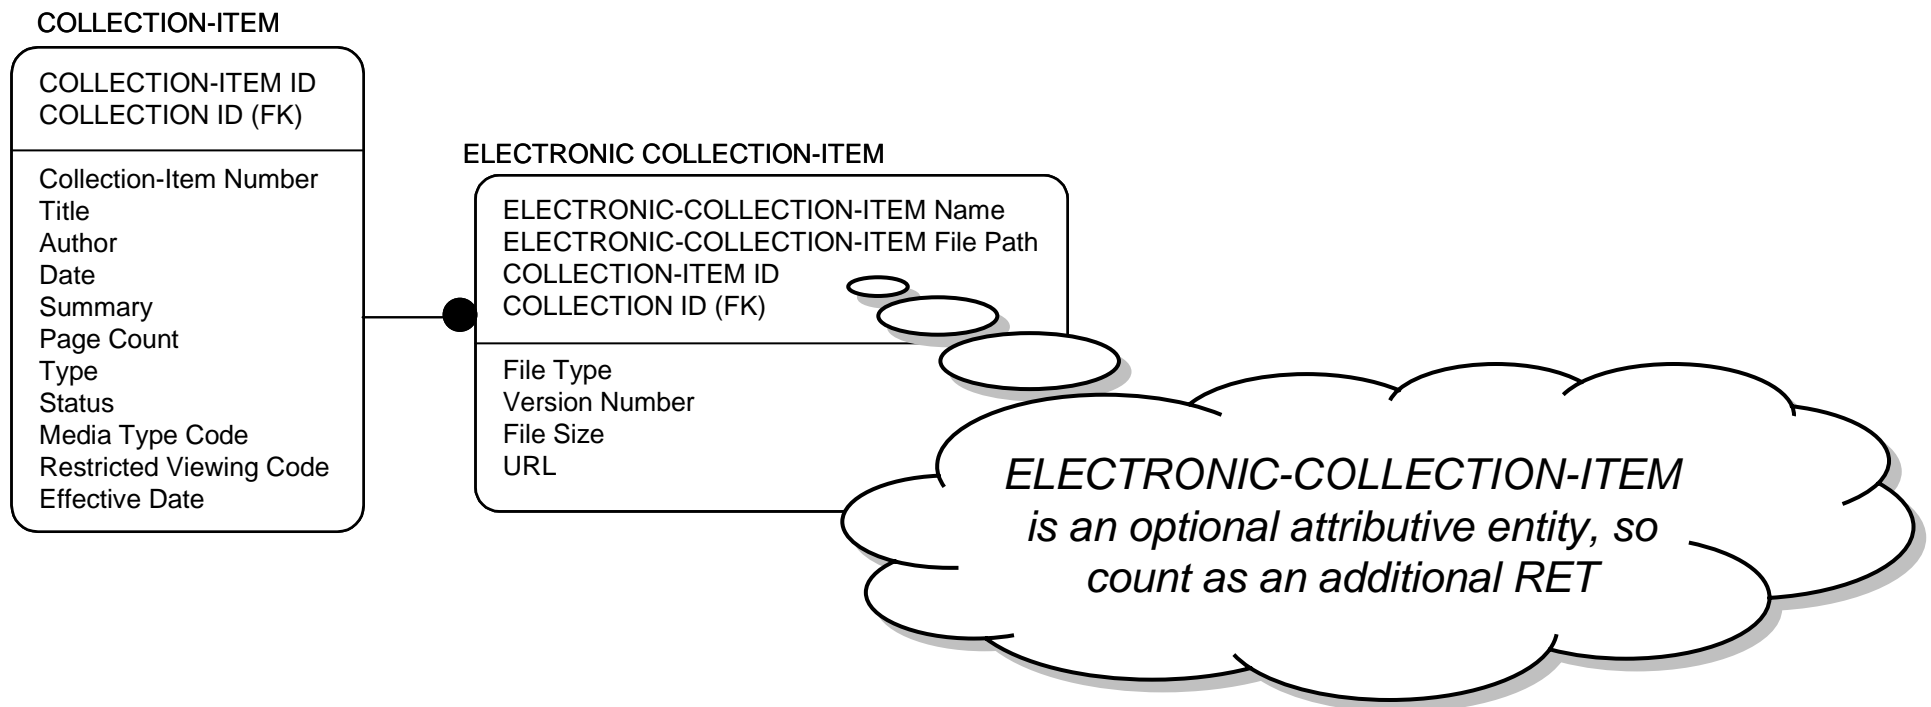 COLLECTION-ITEM
COLLECTION-ITEM ID
COLLECTION ID (FK)
Collection-Item Number
Title
Author
Date
Summary
Page Count
Type
Status
Media Type Code
Restricted Viewing Code
Effective Date
ELECTRONIC COLLECTION-ITEM
ELECTRONIC-COLLECTION-ITEM Name
ELECTRONIC-COLLECTION-ITEM File Path
COLLECTION-ITEM ID
COLLECTION ID (FK)
File Type
Version Number
File Size
URL
ELECTRONIC-COLLECTION-ITEM
is an optional attributive entity, so
count as an additional RET